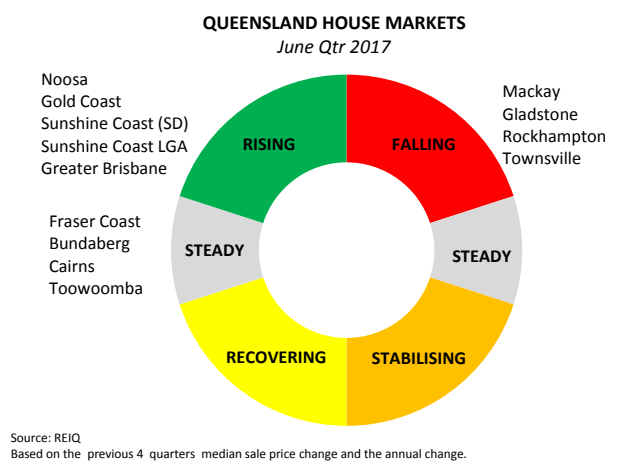 QUEENSLAND HOUSE MARKETS
June Qtr 2017
Noosa
Gold Coast
Sunshine Coast (SD)
Sunshine Coast LGA
Greater Brisbane
RISING
FALLING
Mackay
Gladstone
Rockhampton
Townsville
Fraser Coast
Bundaberg
Cairns
Toowoomba
STEADY
STEADY
RECOVERING
STABILISING
Source: REIQ
Based on the previous 4 quarters median sale price change and the annual change.